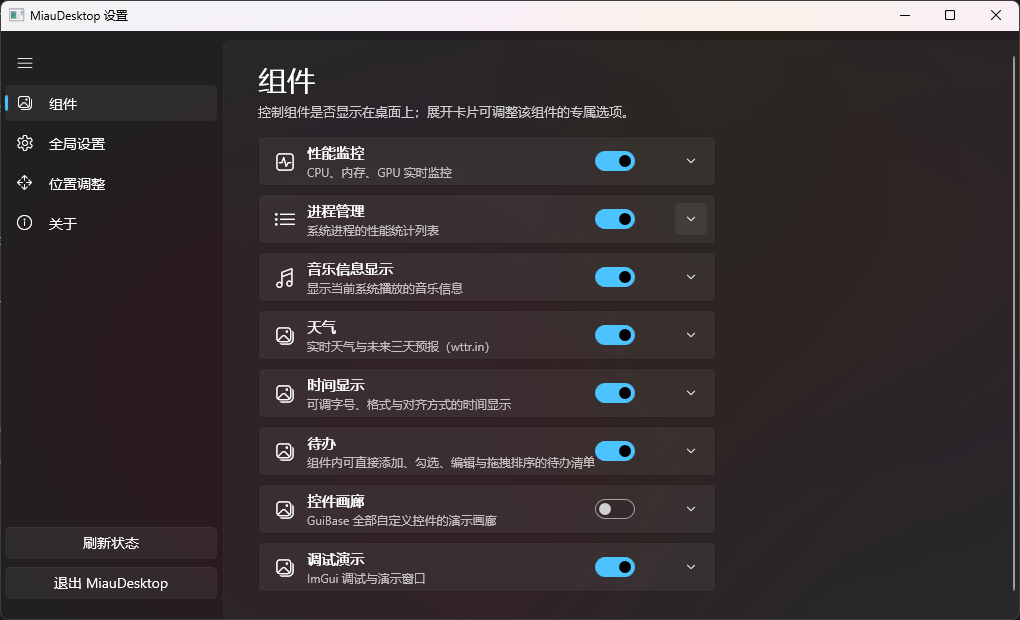 MiauDesktop 设置
组件
全局设置
位置调整
关于
刷新状态
退出 MiauDesktop
组件
控制组件是否显示在桌面上；展开卡片可调整该组件的专属选项。
性能监控
CPU、内存、GPU 实时监控
进程管理
系统进程的性能统计列表
音乐信息显示
显示当前系统播放的音乐信息
天气
实时天气与未来三天预报（wttr.in）
时间显示
可调字号、格式与对齐方式的时间显示
待办
组件内可直接添加、勾选、编辑与拖拽排序的待办清单
控件画廊
GuiBase 全部自定义控件的演示画廊
调试演示
ImGui 调试与演示窗口